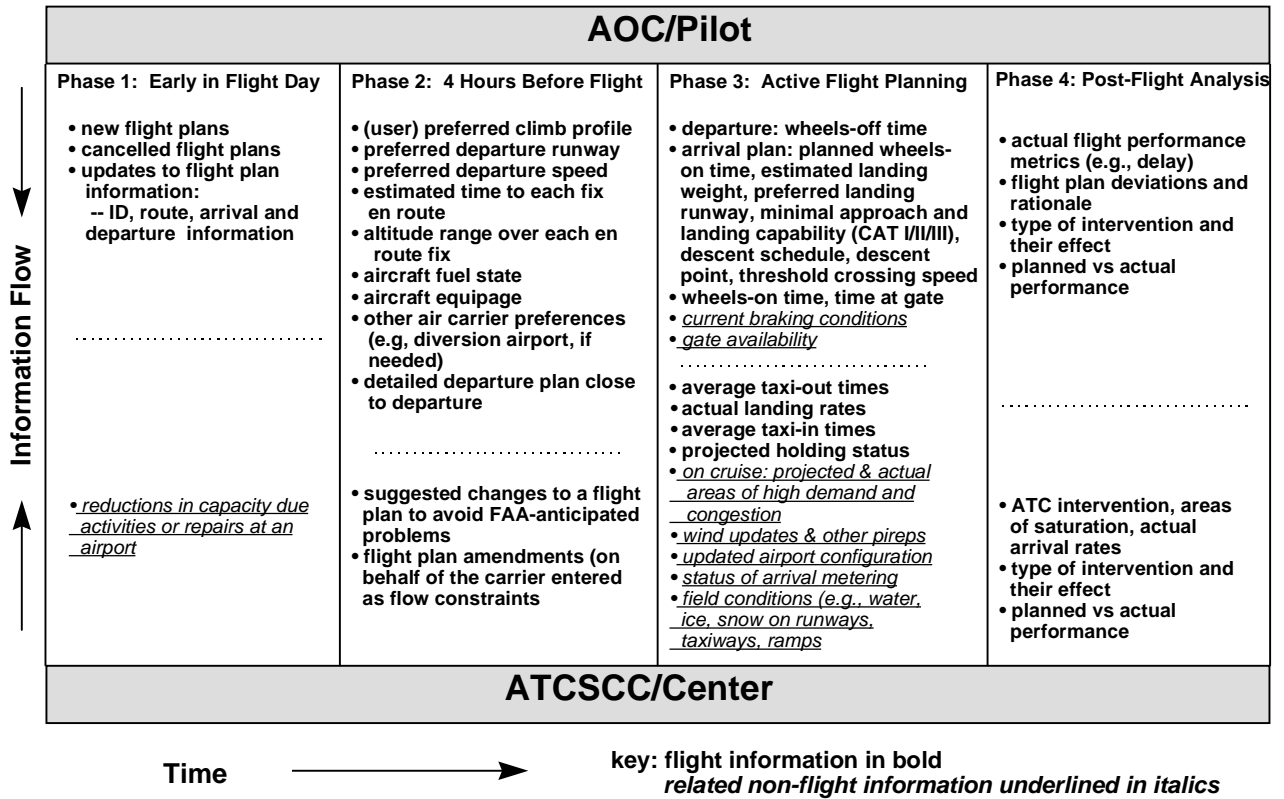 AOC/Pilot
Information Flow
Phase 1: Early in Flight Day
• new flight plans
• cancelled flight plans
• updates to flight plan
information:
-- ID, route, arrival and
departure information
• reductions in capacity due
activities or repairs at an
airport
Phase 2: 4 Hours Before Flight
• (user) preferred climb profile
• preferred departure runway
• preferred departure speed
• estimated time to each fix
en route
• altitude range over each en
route fix
• aircraft fuel state
• aircraft equipage
• other air carrier preferences
(e.g, diversion airport, if
needed)
• detailed departure plan close
to departure
• suggested changes to a flight
plan to avoid FAA-anticipated
problems
• flight plan amendments (on
behalf of the carrier entered
as flow constraints
Phase 3: Active Flight Planning
• departure: wheels-off time
• arrival plan: planned wheels-
on time, estimated landing
weight, preferred landing
runway, minimal approach and
landing capability (CAT I/II/III),
descent schedule, descent
point, threshold crossing speed
• wheels-on time, time at gate
• current braking conditions
• gate availability
• average taxi-out times
• actual landing rates
• average taxi-in times
• projected holding status
• on cruise: projected & actual
areas of high demand and
congestion
• wind updates & other pireps
• updated airport configuration
• status of arrival metering
• field conditions (e.g., water,
ice, snow on runways,
taxiways, ramps
Phase 4: Post-Flight Analysis
• actual flight performance
metrics (e.g., delay)
• flight plan deviations and
rationale
• type of intervention and
their effect
• planned vs actual
performance
• ATC intervention, areas
of saturation, actual
arrival rates
• type of intervention and
their effect
• planned vs actual
performance
ATCSCC/Center
Time
key: flight information in bold
related non-flight information underlined in italics